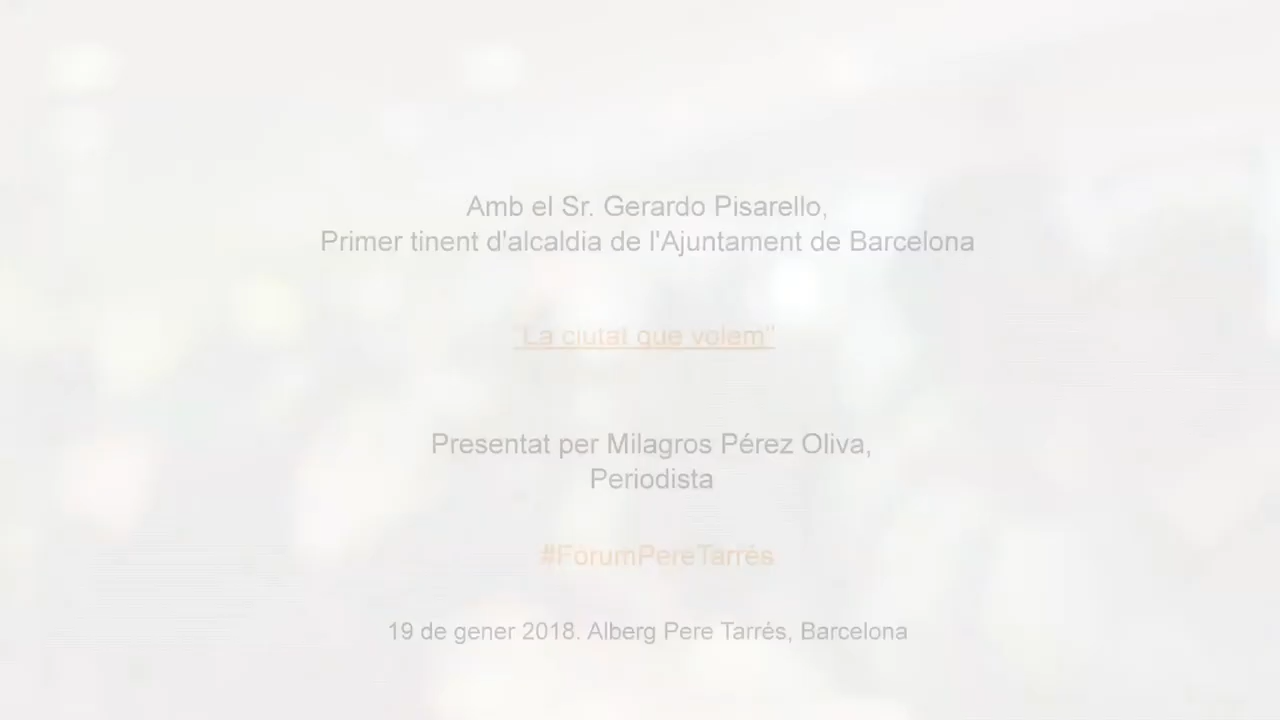 Amb el Sr. Gerardo Pisarello,
Primer tinent d'alcaldia de l'Ajuntament de Barcelona
"La ciutat que volem"
Presentat per Milagros Pérez Oliva,
Periodista
#ForumPereTarrés
19 de gener 2018. Alberg Pere Tarrés, Barcelona